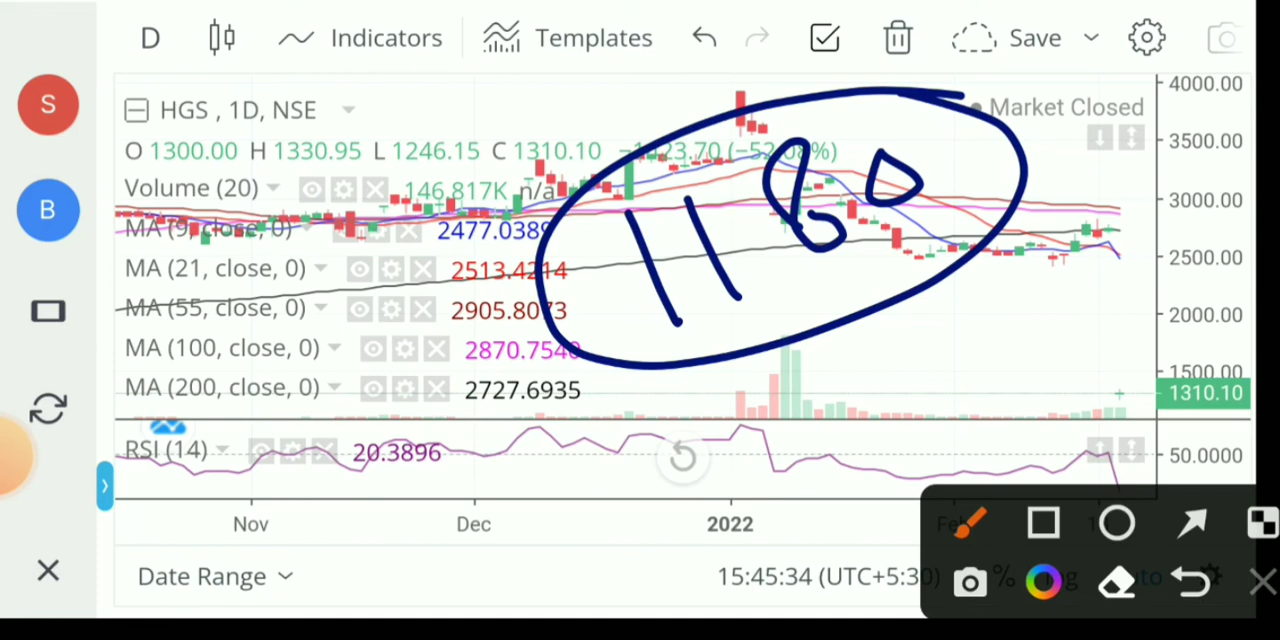 D Indicators Templates Save
S
HGS , 1D, NSE
Market Closed
O 1300.00 H 1330.95 L 1246.15 C 1310.10
Volume (20) 146.817K n/a
B
MA (9, close, 0) 2477.0389
MA (21, close, 0) 2513.4214
MA (55, close, 0) 2905.8073
MA (100, close, 0) 2870.7540
MA (200, close, 0) 2727.6935
1180
4000.00
3500.00
3000.00
2500.00
2000.00
1500.00
1310.10
RSI (14) 20.3896
50.0000
Nov Dec 2022
Date Range 15:45:34 (UTC+5:30) %